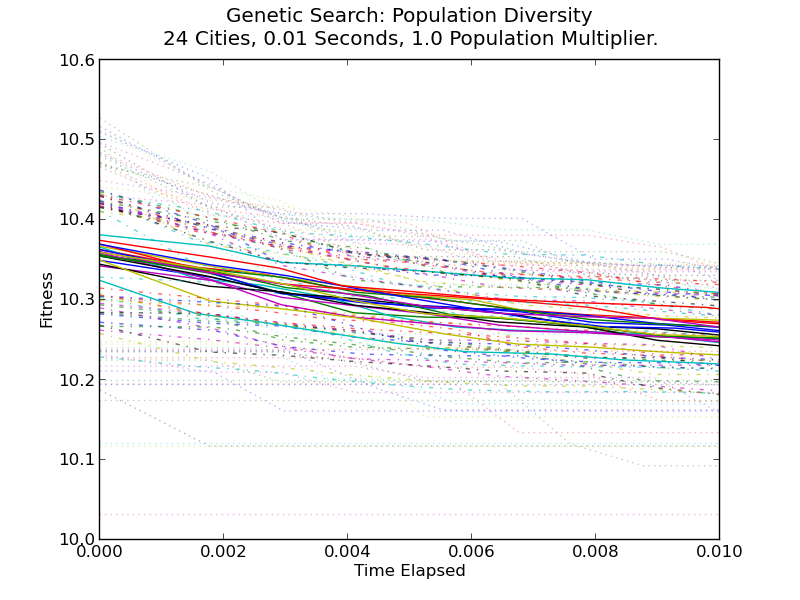 Genetic Search: Population Diversity
24 Cities, 0.01 Seconds, 1.0 Population Multiplier.
10.6
10.5
10.4
10.3
10.2
10.1
10.0
Fitness
0.000 0.002 0.004 0.006 0.008 0.010
Time Elapsed